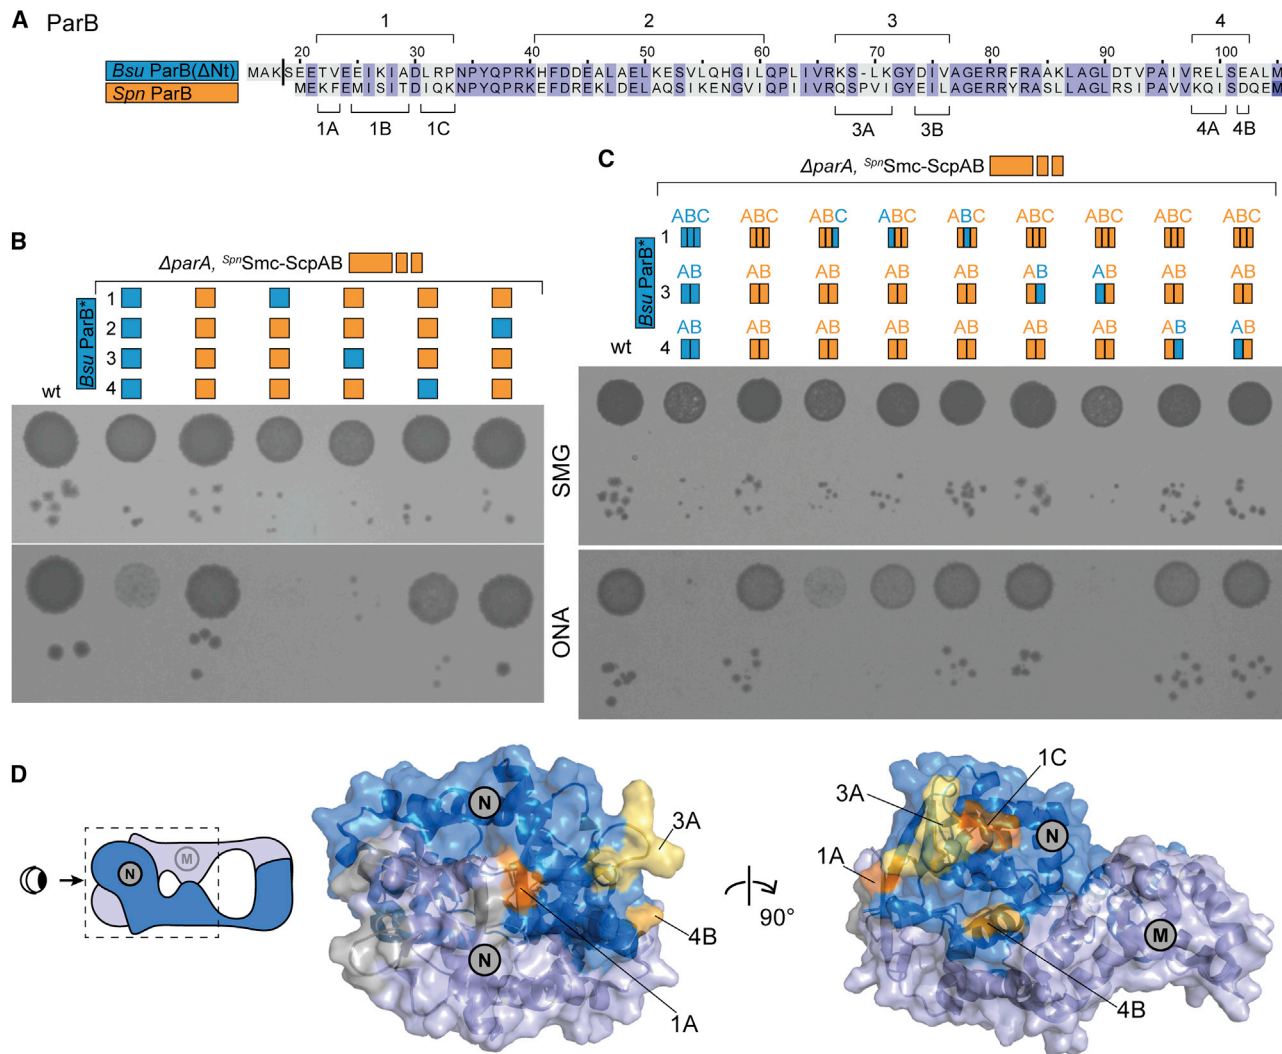 A ParB
1 2 3 4
20 30 40 50 60 70 80 90 100
Bsu ParB(ΔNt) MAKSEETVEEIKIADLRPNPYQPRKHFDDEALAELKESVLQHGILQPLIVRKS-LKGYDIVAGERRFRAAKLAGLDTVPAIVRELSEALM
Spn ParB MEKFEMISITDIQKNPYQPRKEFDREKLDELAQSIKENGVIQPIIVRQSPVIGYEILAGERRYRASLLAGLRSIPAVVKQISDQEM
1A 1B 1C 3A 3B 4A 4B
B
ΔparA, SpnSmc-ScpAB
Bsu ParB*
1
2
3
4
wt
SMG
ONA
C
ΔparA, SpnSmc-ScpAB
Bsu ParB*
ABC ABC ABC ABC ABC ABC ABC ABC ABC
1
AB AB AB AB AB AB AB AB AB
3
AB AB AB AB AB AB AB AB AB
wt 4
D
N M
N
N
3A
4B
1A
90°
1C
3A
1A
N
M
4B